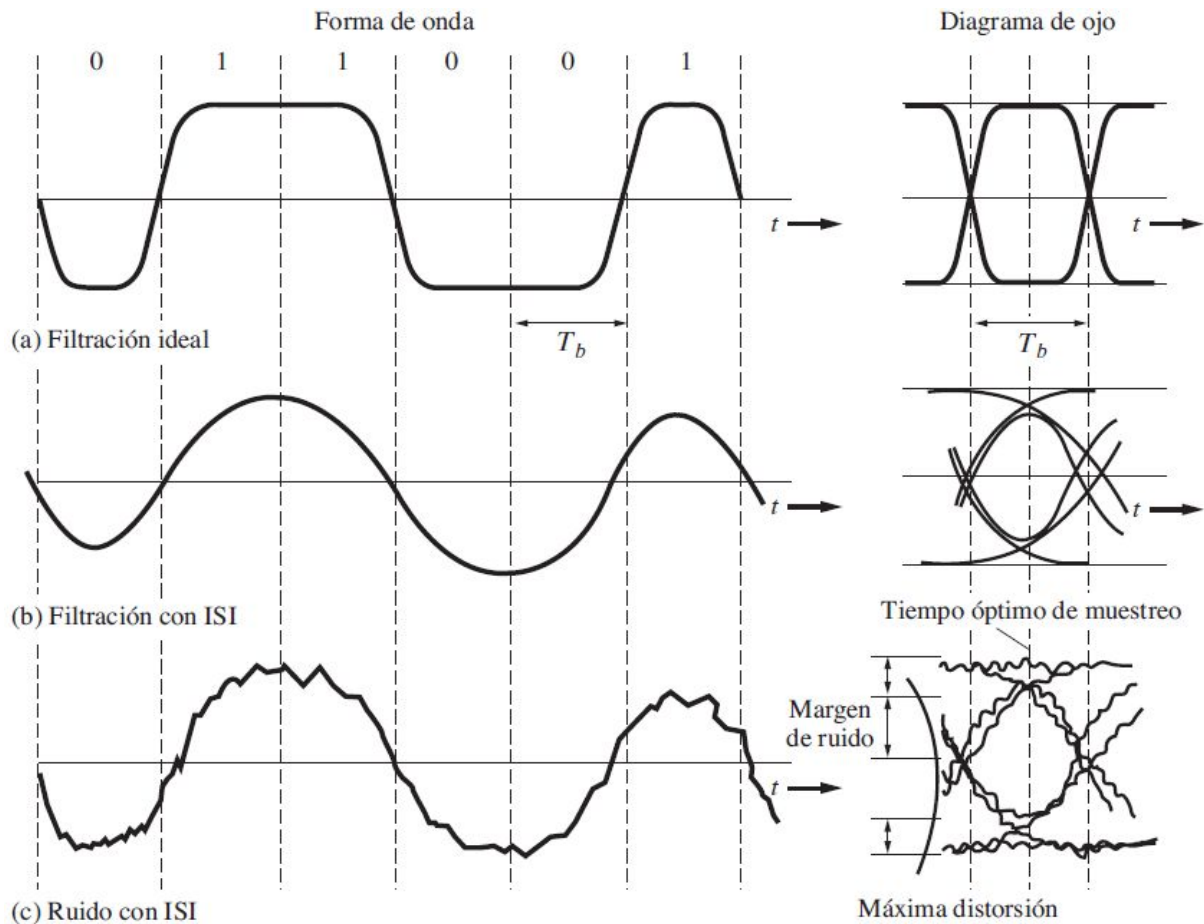 Forma de onda
Diagrama de ojo
0 1 1 0 0 1
t
t
(a) Filtración ideal
T_b
T_b
t
t
(b) Filtración con ISI
Tiempo óptimo de muestreo
Margen
de ruido
t
(c) Ruido con ISI
Máxima distorsión